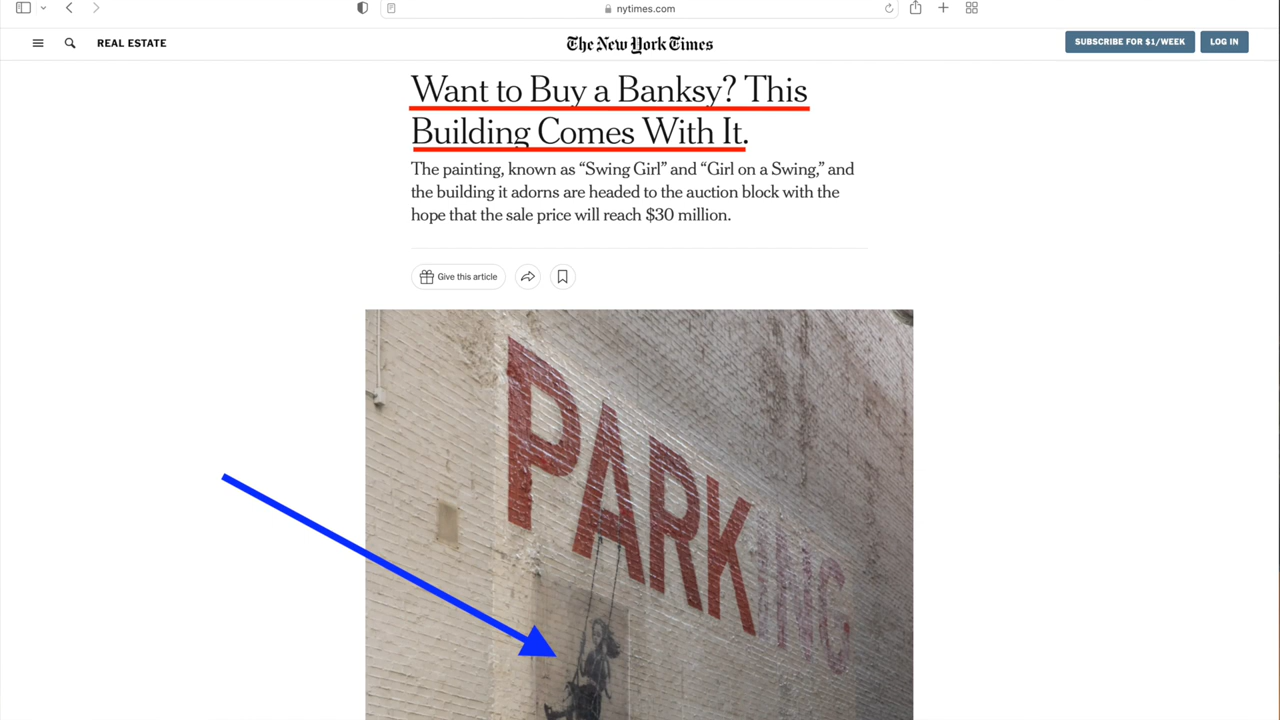 nytimes.com
REAL ESTATE
The New York Times
SUBSCRIBE FOR $1/WEEK
LOG IN
Want to Buy a Banksy? This
Building Comes With It.
The painting, known as “Swing Girl” and “Girl on a Swing,” and
the building it adorns are headed to the auction block with the
hope that the sale price will reach $30 million.
Give this article
PARKING